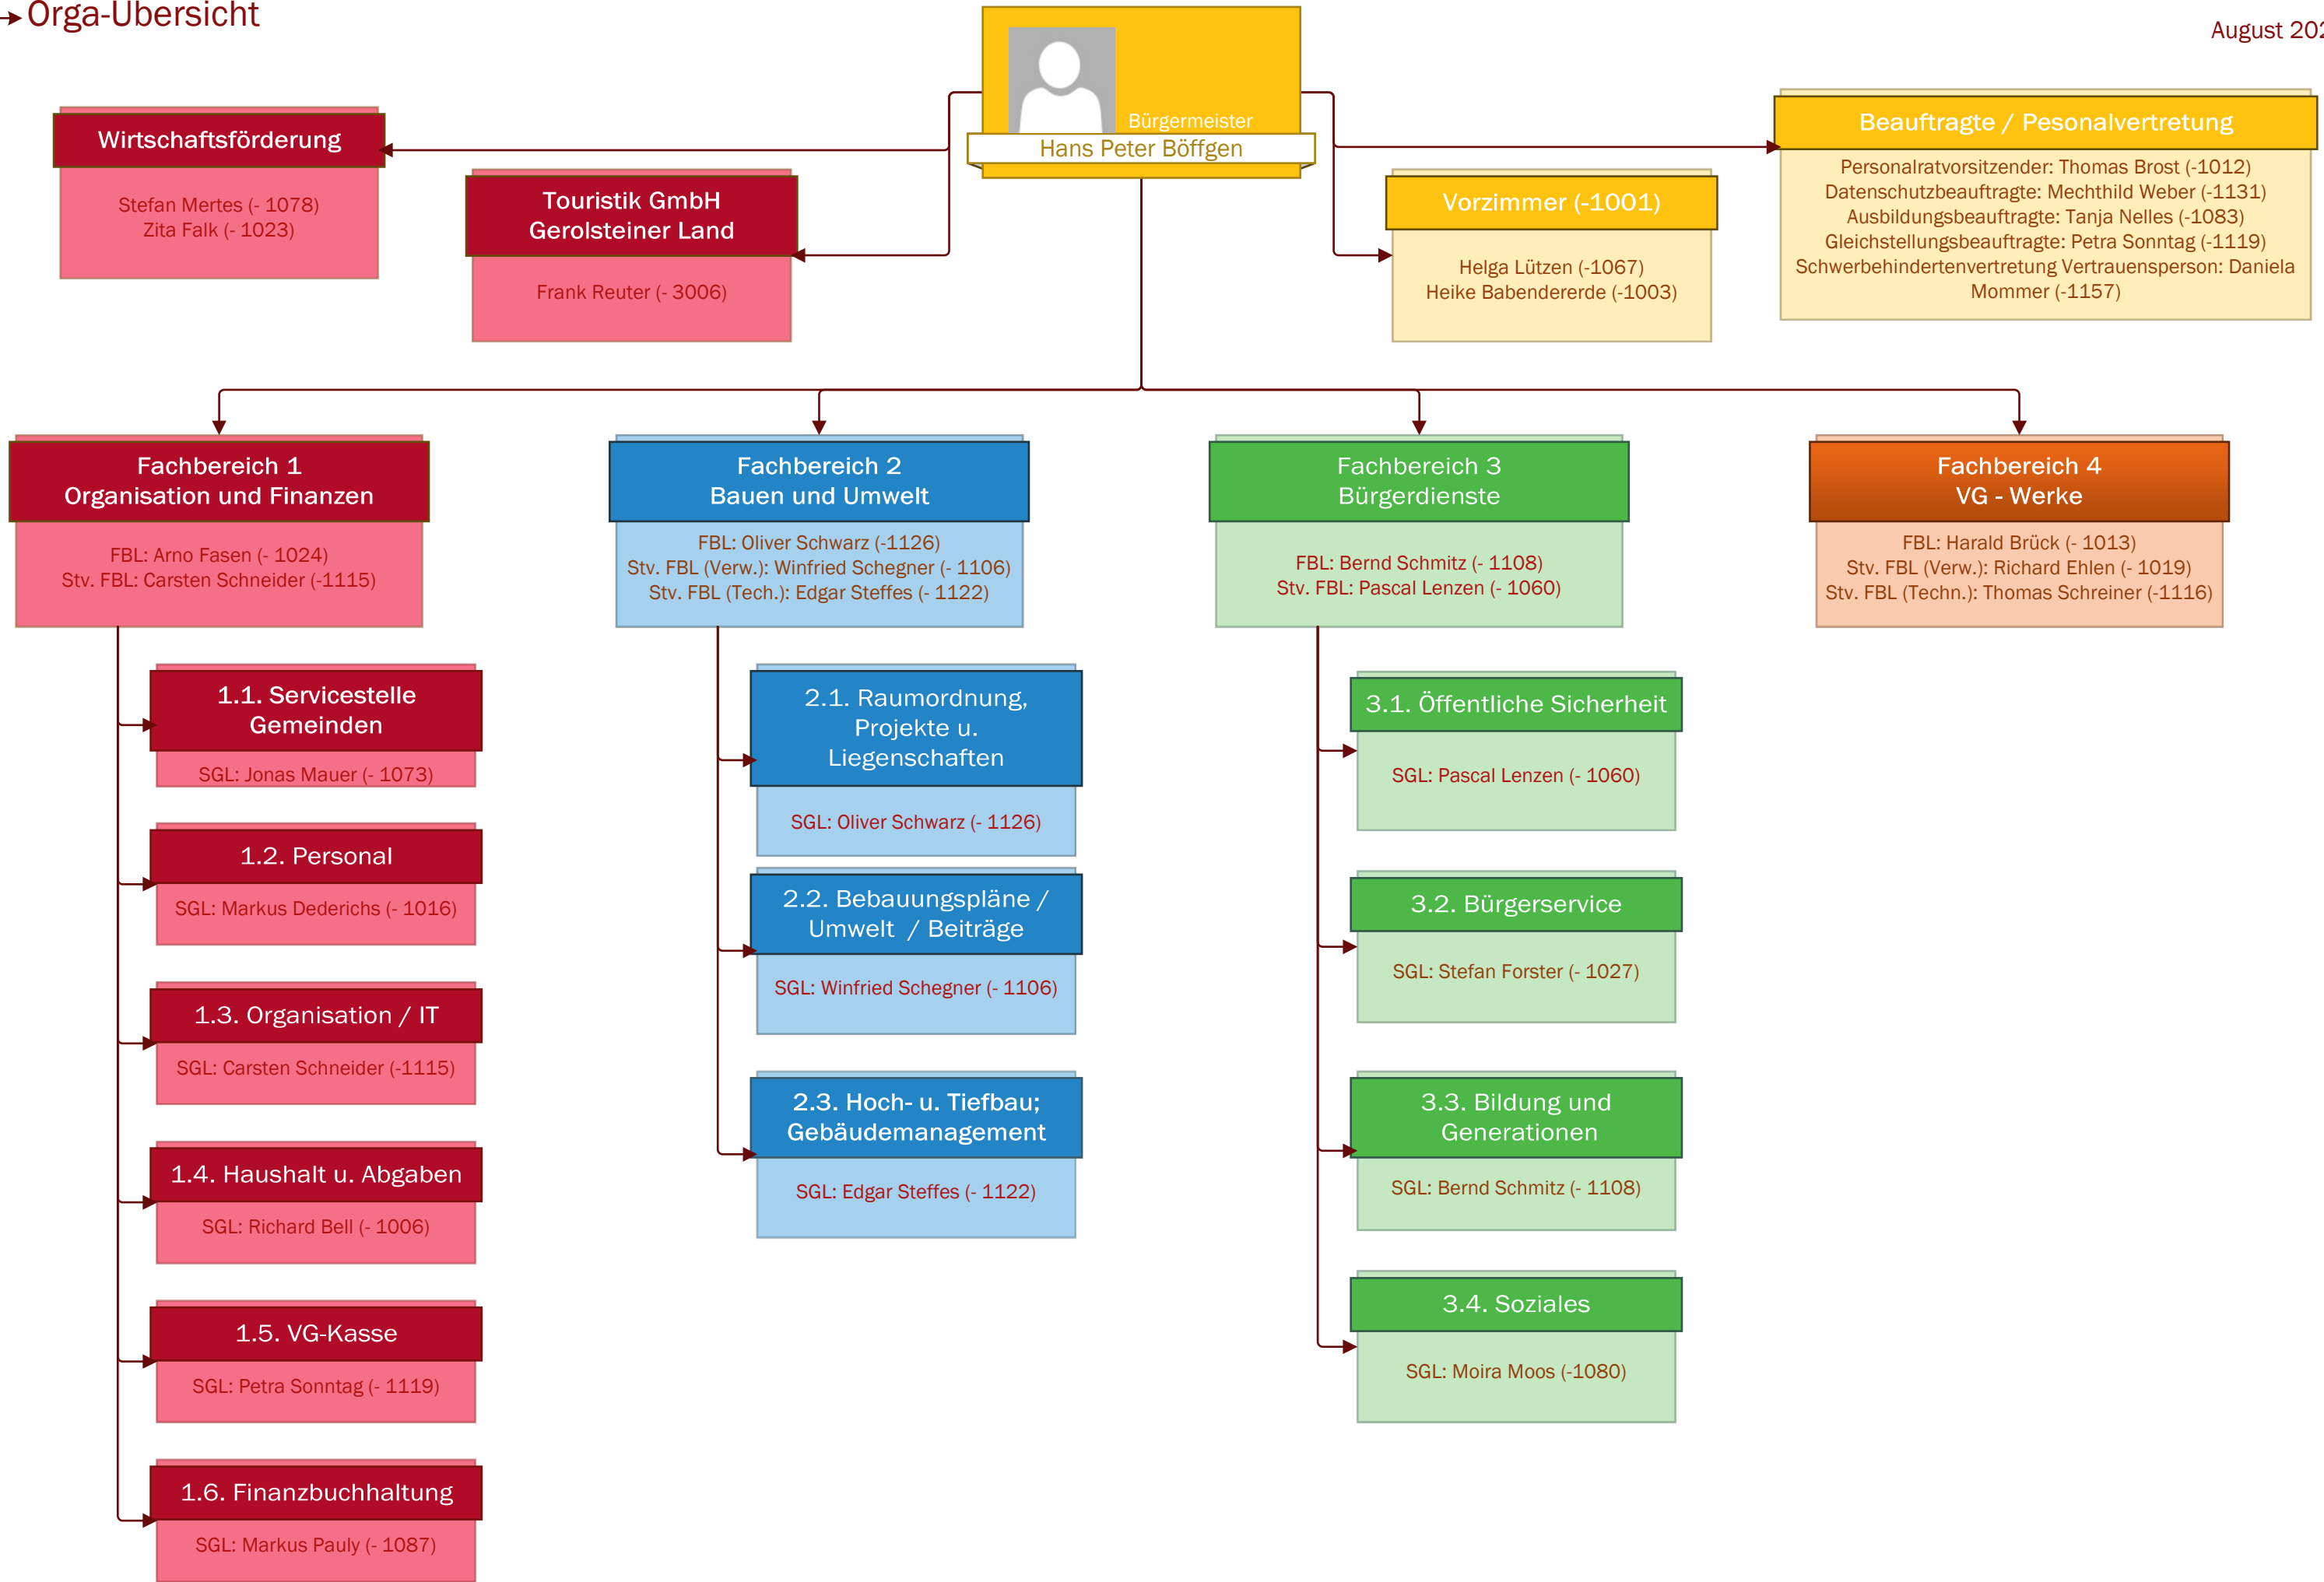 Orga-Übersicht
August 202
Bürgermeister
Hans Peter Böffgen
Wirtschaftsförderung
Stefan Mertes (- 1078)
Zita Falk (- 1023)
Touristik GmbH
Gerolsteiner Land
Frank Reuter (- 3006)
Vorzimmer (-1001)
Helga Lützen (-1067)
Heike Babendererde (-1003)
Beauftragte / Pesonalvertretung
Personalratvorsitzender: Thomas Brost (-1012)
Datenschutzbeauftragte: Mechthild Weber (-1131)
Ausbildungsbeauftragte: Tanja Nelles (-1083)
Gleichstellungsbeauftragte: Petra Sonntag (-1119)
Schwerbehindertenvertretung Vertrauensperson: Daniela
Mommer (-1157)
Fachbereich 1
Organisation und Finanzen
FBL: Arno Fasen (- 1024)
Stv. FBL: Carsten Schneider (-1115)
1.1. Servicestelle
Gemeinden
SGL: Jonas Mauer (- 1073)
1.2. Personal
SGL: Markus Dederichs (- 1016)
1.3. Organisation / IT
SGL: Carsten Schneider (-1115)
1.4. Haushalt u. Abgaben
SGL: Richard Bell (- 1006)
1.5. VG-Kasse
SGL: Petra Sonntag (- 1119)
1.6. Finanzbuchhaltung
SGL: Markus Pauly (- 1087)
Fachbereich 2
Bauen und Umwelt
FBL: Oliver Schwarz (-1126)
Stv. FBL (Verw.): Winfried Schegner (- 1106)
Stv. FBL (Tech.): Edgar Steffes (- 1122)
2.1. Raumordnung,
Projekte u.
Liegenschaften
SGL: Oliver Schwarz (- 1126)
2.2. Bebauungspläne /
Umwelt / Beiträge
SGL: Winfried Schegner (- 1106)
2.3. Hoch- u. Tiefbau;
Gebäudemanagement
SGL: Edgar Steffes (- 1122)
Fachbereich 3
Bürgerdienste
FBL: Bernd Schmitz (- 1108)
Stv. FBL: Pascal Lenzen (- 1060)
3.1. Öffentliche Sicherheit
SGL: Pascal Lenzen (- 1060)
3.2. Bürgerservice
SGL: Stefan Forster (- 1027)
3.3. Bildung und
Generationen
SGL: Bernd Schmitz (- 1108)
3.4. Soziales
SGL: Moira Moos (-1080)
Fachbereich 4
VG - Werke
FBL: Harald Brück (- 1013)
Stv. FBL (Verw.): Richard Ehlen (- 1019)
Stv. FBL (Techn.): Thomas Schreiner (-1116)